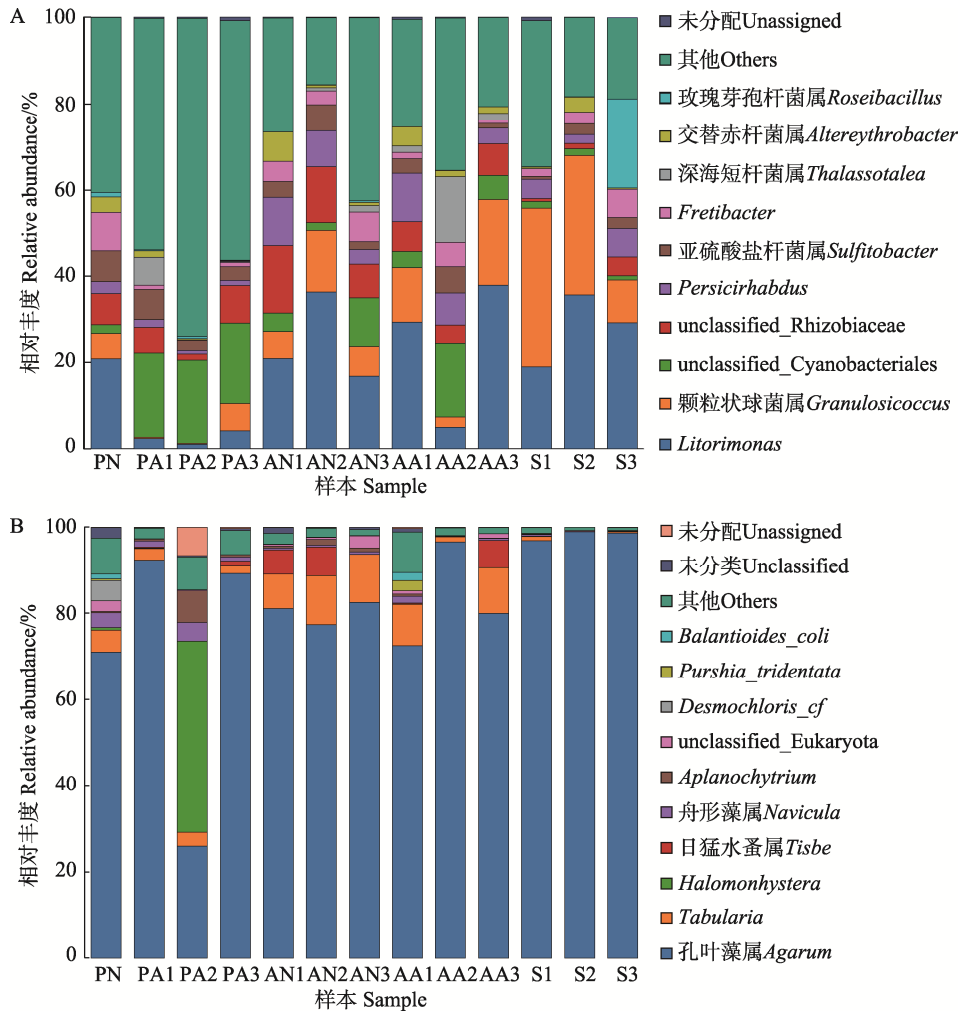 A
相对丰度 Relative abundance/%
100
80
60
40
20
0
PN PA1 PA2 PA3 AN1 AN2 AN3 AA1 AA2 AA3 S1 S2 S3
样本 Sample
未分配Unassigned
其他Others
玫瑰芽孢杆菌属Roseibacillus
交替赤杆菌属Altereythrobacter
深海短杆菌属Thalassotalea
Fretibacter
亚硫酸盐杆菌属Sulfitobacter
Persicirhabdus
unclassified_Rhizobiaceae
unclassified_Cyanobacteriales
颗粒状球菌属Granulosicoccus
Litorimonas
B
相对丰度 Relative abundance/%
100
80
60
40
20
0
PN PA1 PA2 PA3 AN1 AN2 AN3 AA1 AA2 AA3 S1 S2 S3
样本 Sample
未分配Unassigned
未分类Unclassified
其他Others
Balantioides_coli
Purshia_tridentata
Desmochloris_cf
unclassified_Eukaryota
Aplanochytrium
舟形藻属Navicula
日猛水蚤属Tisbe
Halomonhystera
Tabularia
孔叶藻属Agarum